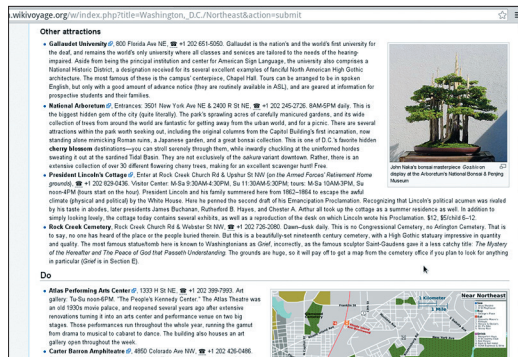 .wikivoyage.org/w/index.php?title=Washington,_D.C./Northeast&action=submit
Other attractions
Gallaudet University, 800 Florida Ave NE, ☎ +1 202 651-5050. Gallaudet is the nation's and the world's first university for
the deaf, and remains the world's only university where all classes and services are tailored to the needs of the hearing-
impaired. Aside from being the principal institution and center for American Sign Language, the university also comprises a
National Historic District, a designation received for its several excellent examples of fanciful North American High Gothic
architecture. The most famous of these is the campus' centerpiece, Chapel Hall. Tours can be arranged to be in spoken
English, but only with a good amount of advance notice (they are routinely available in ASL), and are geared at information for
prospective students and their families.
National Arboretum, Entrances: 3501 New York Ave NE & 2400 R St NE, ☎ +1 202 245-2726. 8AM-5PM daily. This is
the biggest hidden gem of the city (quite literally). The park's sprawling acres of carefully manicured gardens, and its wide
collection of trees from around the world are fantastic for getting away from the urban world, and for a picnic. There are several
attractions within the park worth seeking out, including the original columns from the Capitol Building's first incarnation, now
standing alone mimicking Roman ruins, a Japanese garden, and a great bonsai collection. This is one of D.C.'s favorite hidden
cherry blossom destinations—you can stroll serenely through them, while inwardly chuckling at the uninformed hordes
sweating it out at the sardined Tidal Basin. They are not exclusively of the sakura variant downtown. Rather, there is an
extensive collection of over 30 different flowering cherry trees, making for an excellent scavenger hunt! Free.
John Naka's bonsai masterpiece Goshin on
display at the Arboretum's National Bonsai & Penjing
Museum
President Lincoln's Cottage, Enter at Rock Creek Church Rd & Upshur St NW (on the Armed Forces' Retirement Home
grounds), ☎ +1 202 829-0436. Visitor Center: M-Sa 9:30AM-4:30PM, Su 11:30AM-5:30PM; tours: M-Sa 10AM-3PM, Su
noon-4PM (tours start on the hour). President Lincoln and his family summered here from 1862–1864 to escape the awful
climate (physical and political) by the White House. Here he penned the second draft of his Emancipation Proclamation. Recognizing that Lincoln's political acumen was rivaled
by his taste in abodes, later presidents James Buchanan, Rutherford B. Hayes, and Chester A. Arthur all took up the cottage as a summer residence as well. In addition to
simply looking lovely, the cottage today contains several exhibits, as well as a reproduction of the desk on which Lincoln wrote his Proclamation. $12, $5/child 6-12.
Rock Creek Cemetery, Rock Creek Church Rd & Webster St NW, ☎ +1 202 726-2080. Dawn–dusk daily. This is no Congressional Cemetery, no Arlington Cemetery. That is
to say, no one has heard of the place or the people buried therein. But this is a beautifully-set nineteenth century cemetery, with a High Gothic statuary impressive in quantity
and quality. The most famous statue/tomb here is known to Washingtonians as Grief, incorrectly, as the famous sculptor Saint-Gaudens gave it a less catchy title: The Mystery
of the Hereafter and The Peace of God that Passeth Understanding. The grounds are huge, so it will pay off to get a map from the cemetery office if you plan to look for anything
in particular (Grief is in Section E).
Do
Atlas Performing Arts Center, 1333 H St NE, ☎ +1 202 399-7993. Art
gallery: Tu-Su noon-6PM. "The People's Kennedy Center." The Atlas Theatre was
an old 1930s movie palace, and reopened several years ago after extensive
renovations turning it into an arts center and performance venue on two big
stages. Those performances run throughout the whole year, running the gamut
from drama to musical to cabaret to dance. The building also houses an art
gallery open throughout the week.
Carter Barron Amphitheatre, 4850 Colorado Ave NW, ☎ +1 202 426-0486.
Near Northeast
1 Kilometer
1 Mile